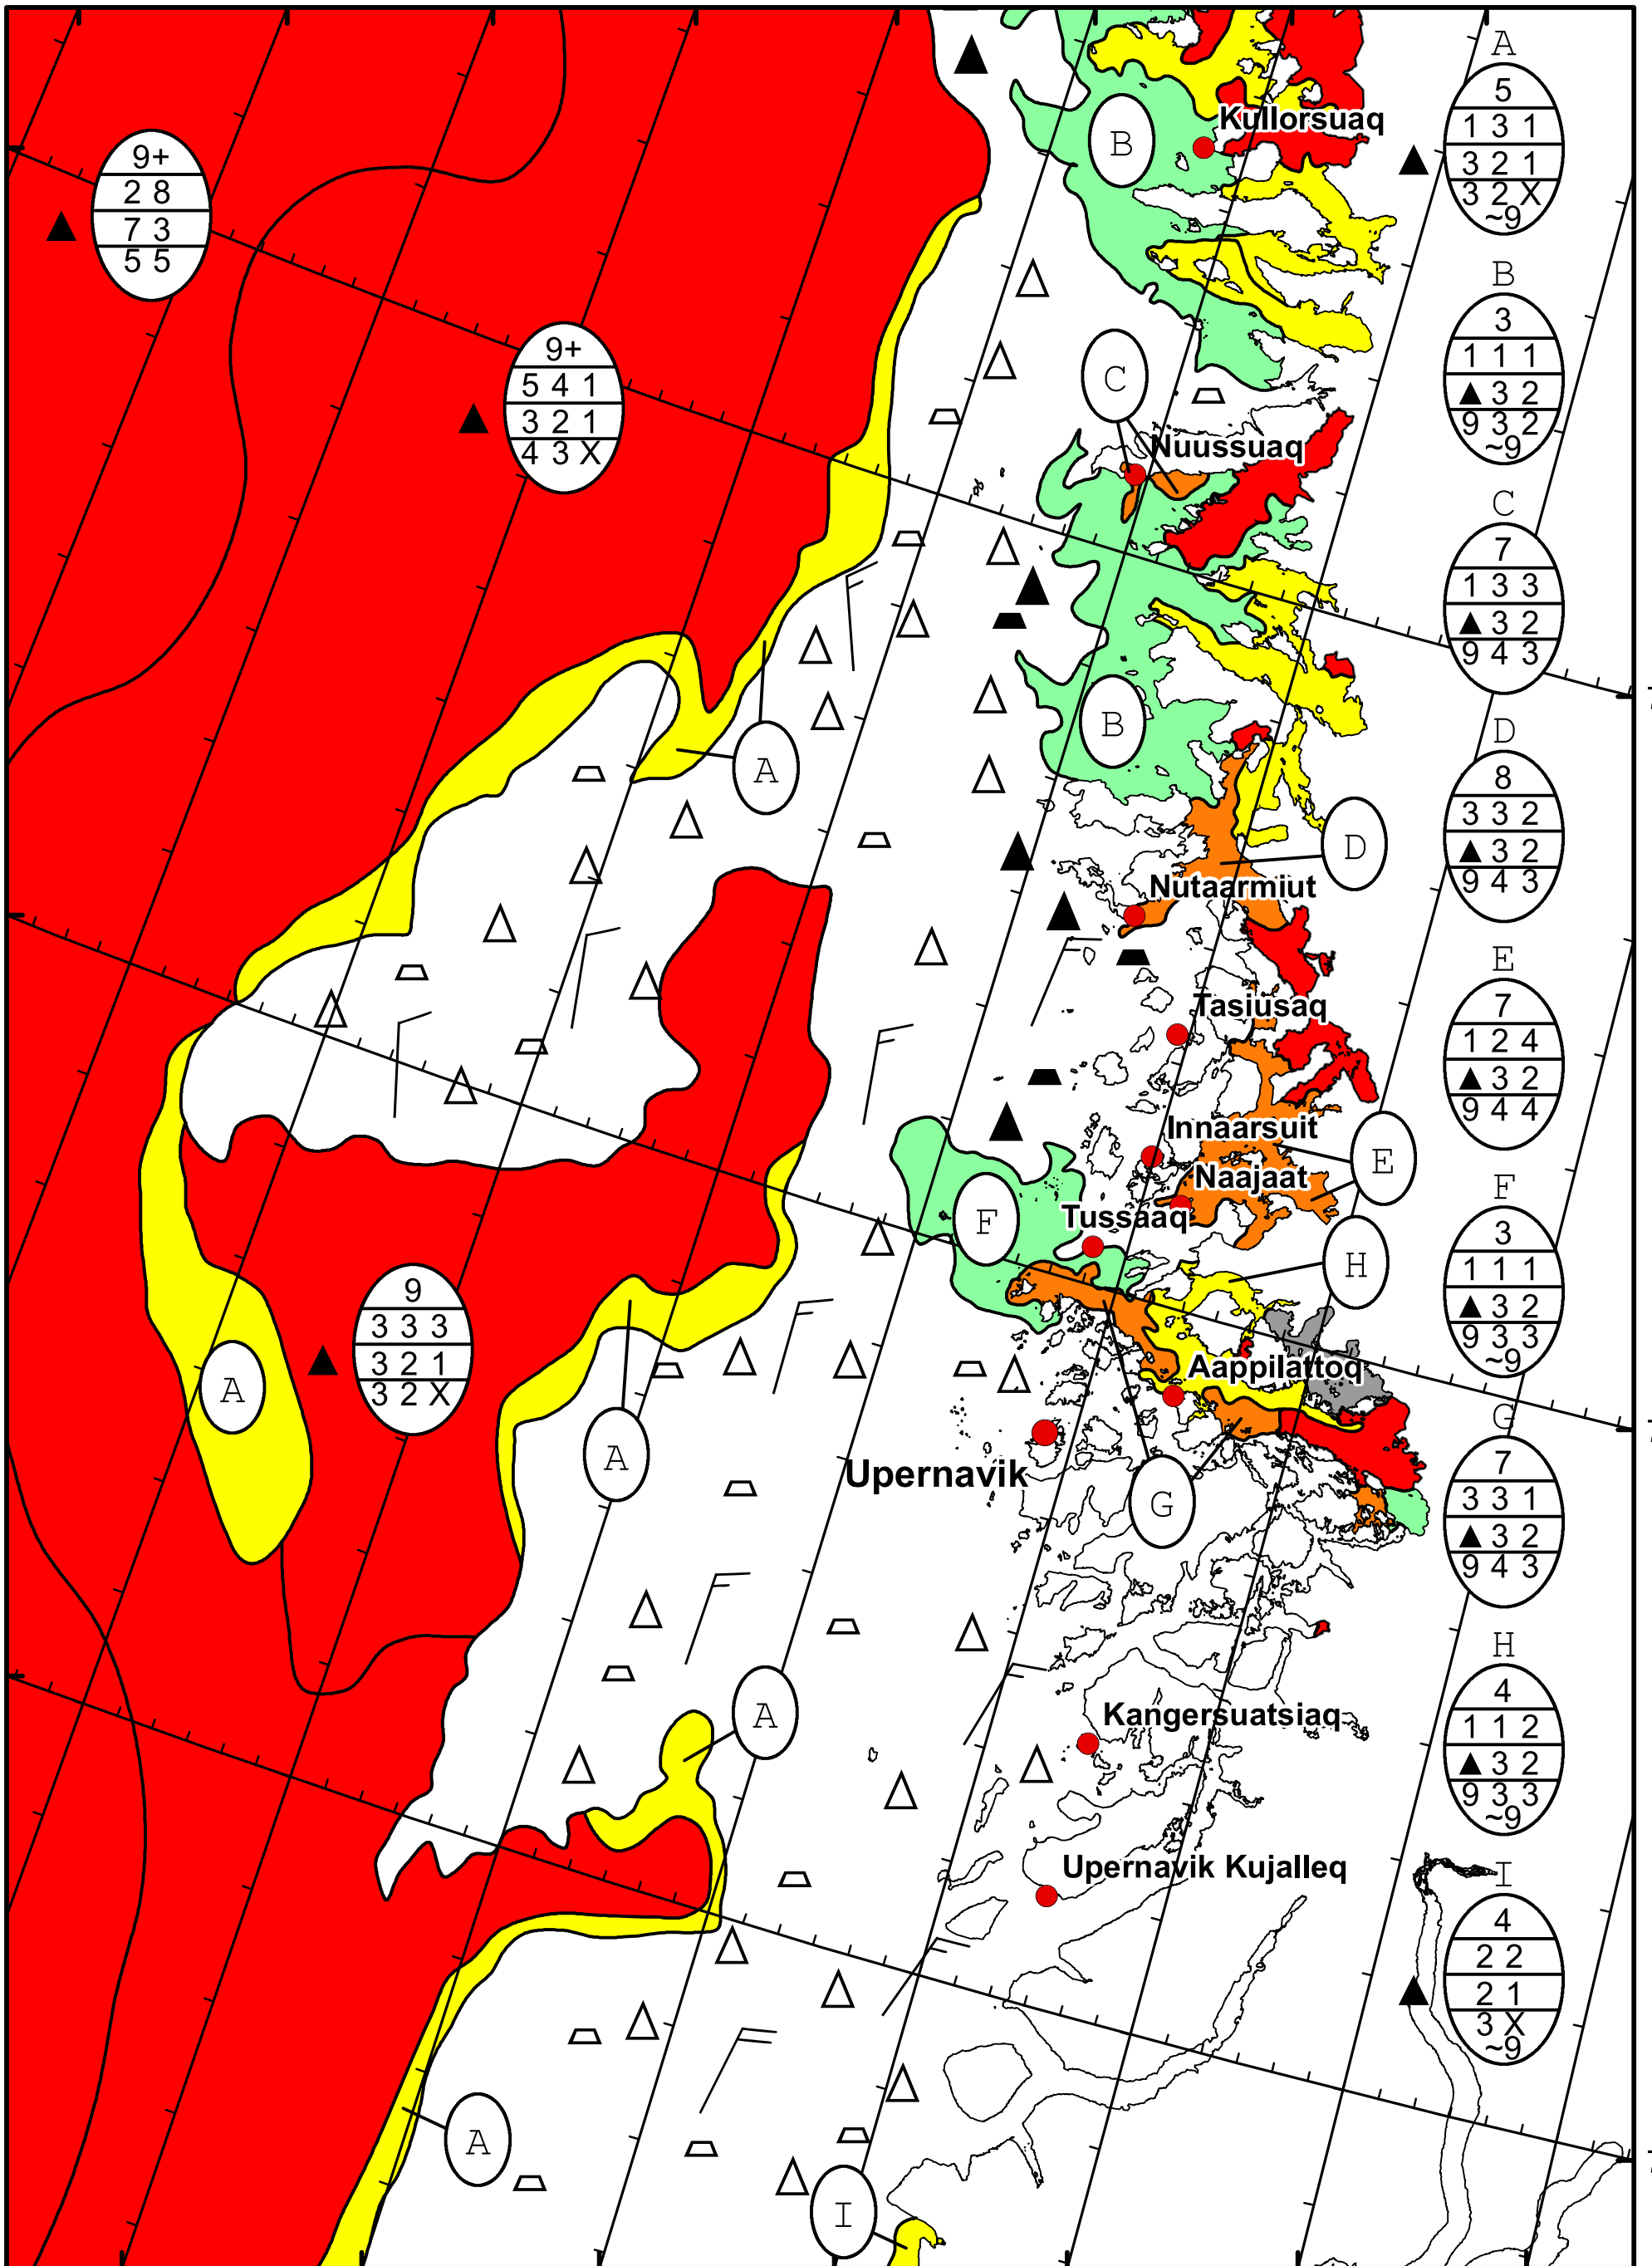 A
5
1 3 1
3 2 1
3 2 X
~9
B
3
1 1 1
▲ 3 2
9 3 2
~9
C
7
1 3 3
▲ 3 2
9 4 3
D
8
3 3 2
▲ 3 2
9 4 3
E
7
1 2 4
▲ 3 2
9 4 4
F
3
1 1 1
▲ 3 2
9 3 3
~9
G
7
3 3 1
▲ 3 2
9 4 3
H
4
1 1 2
▲ 3 2
9 3 3
~9
I
4
2 2
2 1
3 X
~9
9+
2 8
7 3
5 5
9+
5 4 1
3 2 1
4 3 X
9
3 3 3
3 2 1
3 2 X
B
Kullorsuaq
C
Nuussuaq
B
A
D
Nutaarmiut
Tasiusaq
Innaarsuit
E
Naajaat
F
Tussaaq
H
Aappilattoq
A
A
Upernavik
G
A
Kangersuatsiaq
Upernavik Kujalleq
A
I